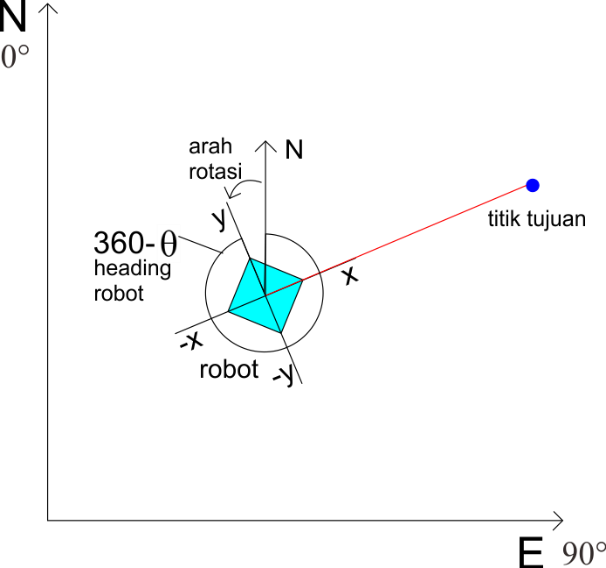 N
0°
arah
rotasi
N
y
titik tujuan
360-θ
heading
robot
x
-x
robot
-y
E 90°